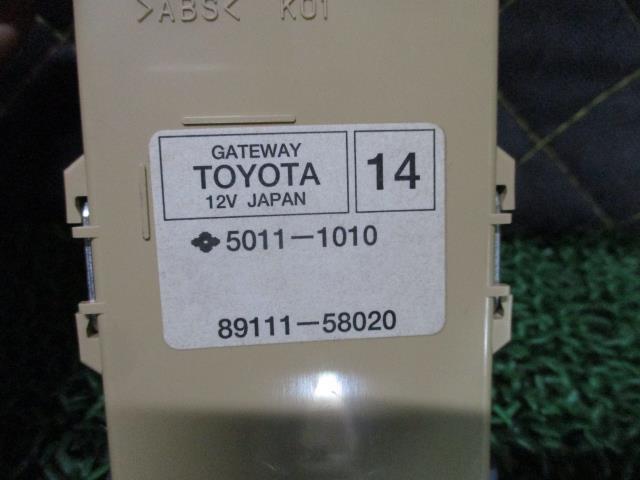 >ABS< K01
GATEWAY
TOYOTA
12V JAPAN
14
5011-1010
89111-58020